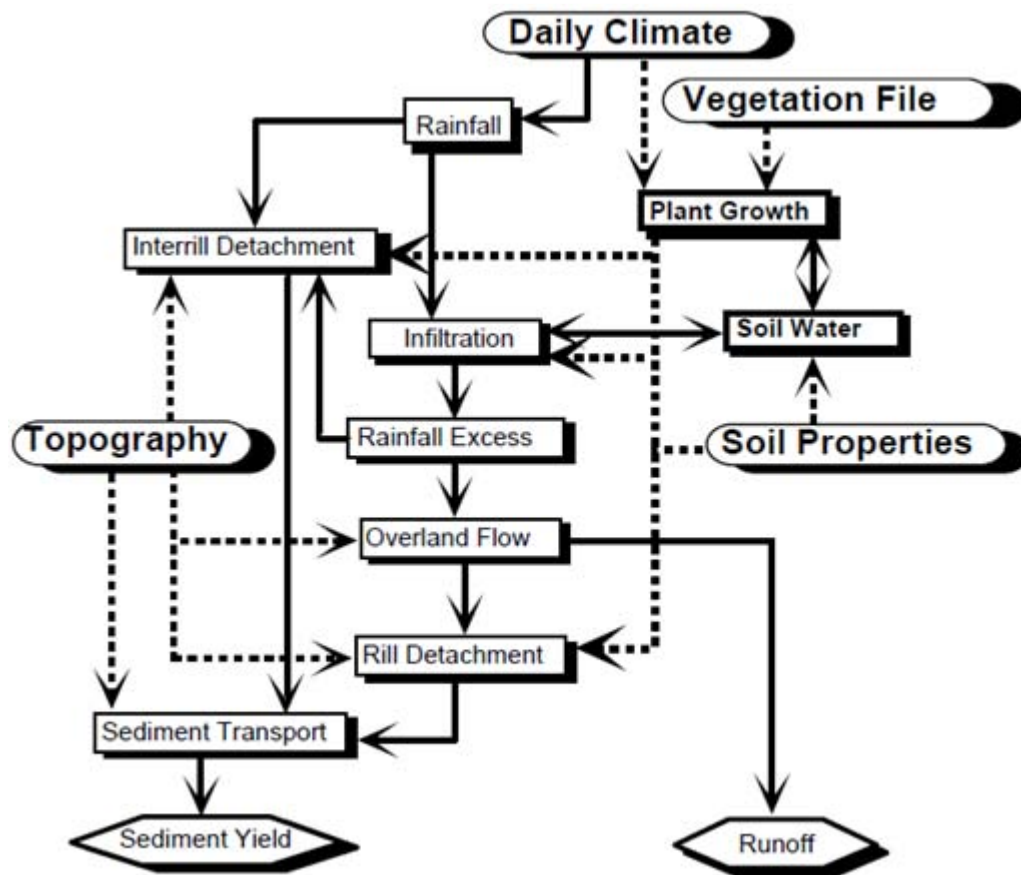 Daily Climate
Vegetation File
Rainfall
Plant Growth
Interrill Detachment
Soil Water
Infiltration
Topography
Rainfall Excess
Soil Properties
Overland Flow
Rill Detachment
Sediment Transport
Sediment Yield
Runoff